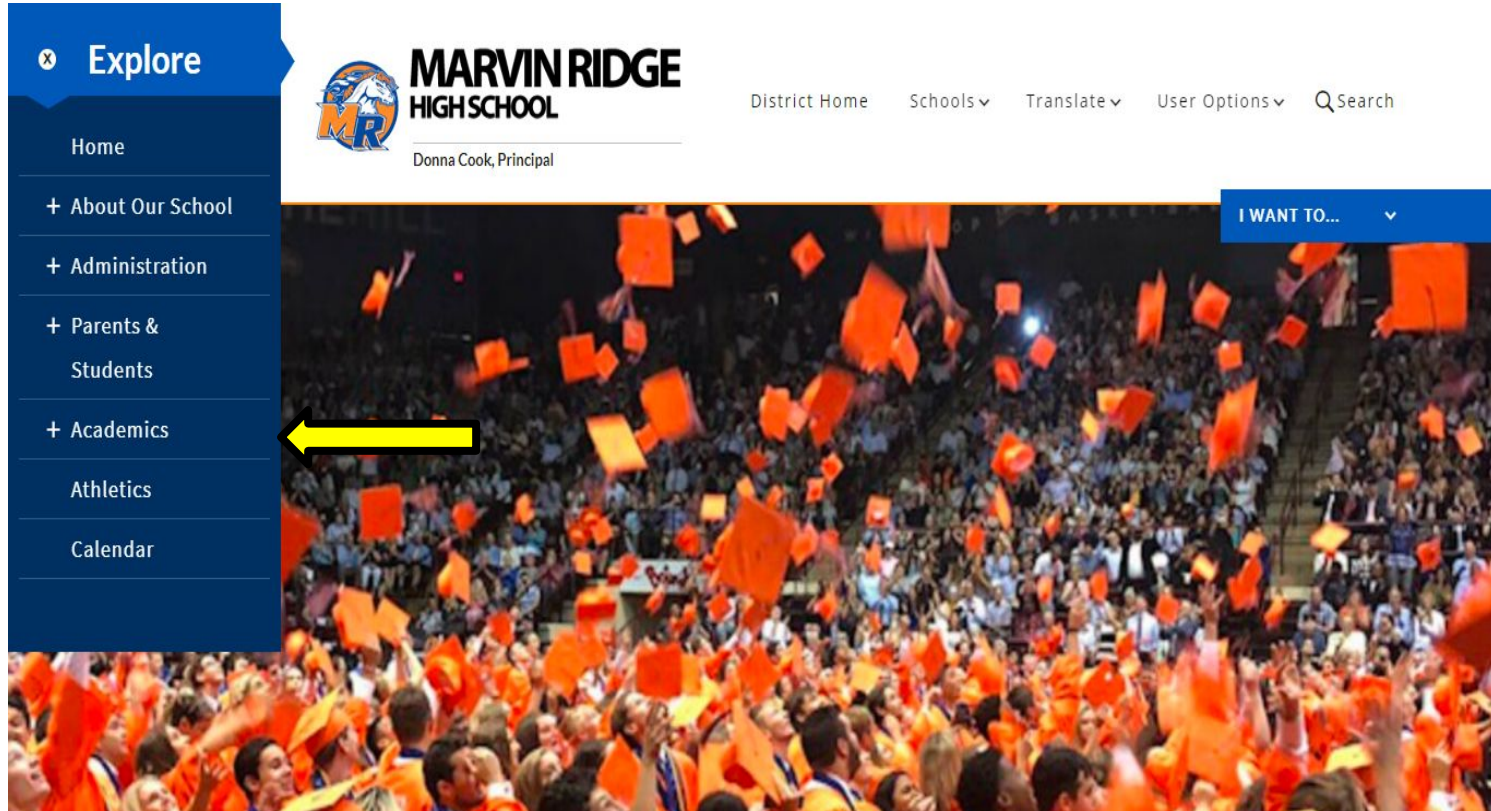 Explore
Home
+ About Our School
+ Administration
+ Parents &
Students
+ Academics
Athletics
Calendar
MR
MARVIN RIDGE
HIGH SCHOOL
Donna Cook, Principal
District Home Schools Translate User Options Search
I WANT TO...